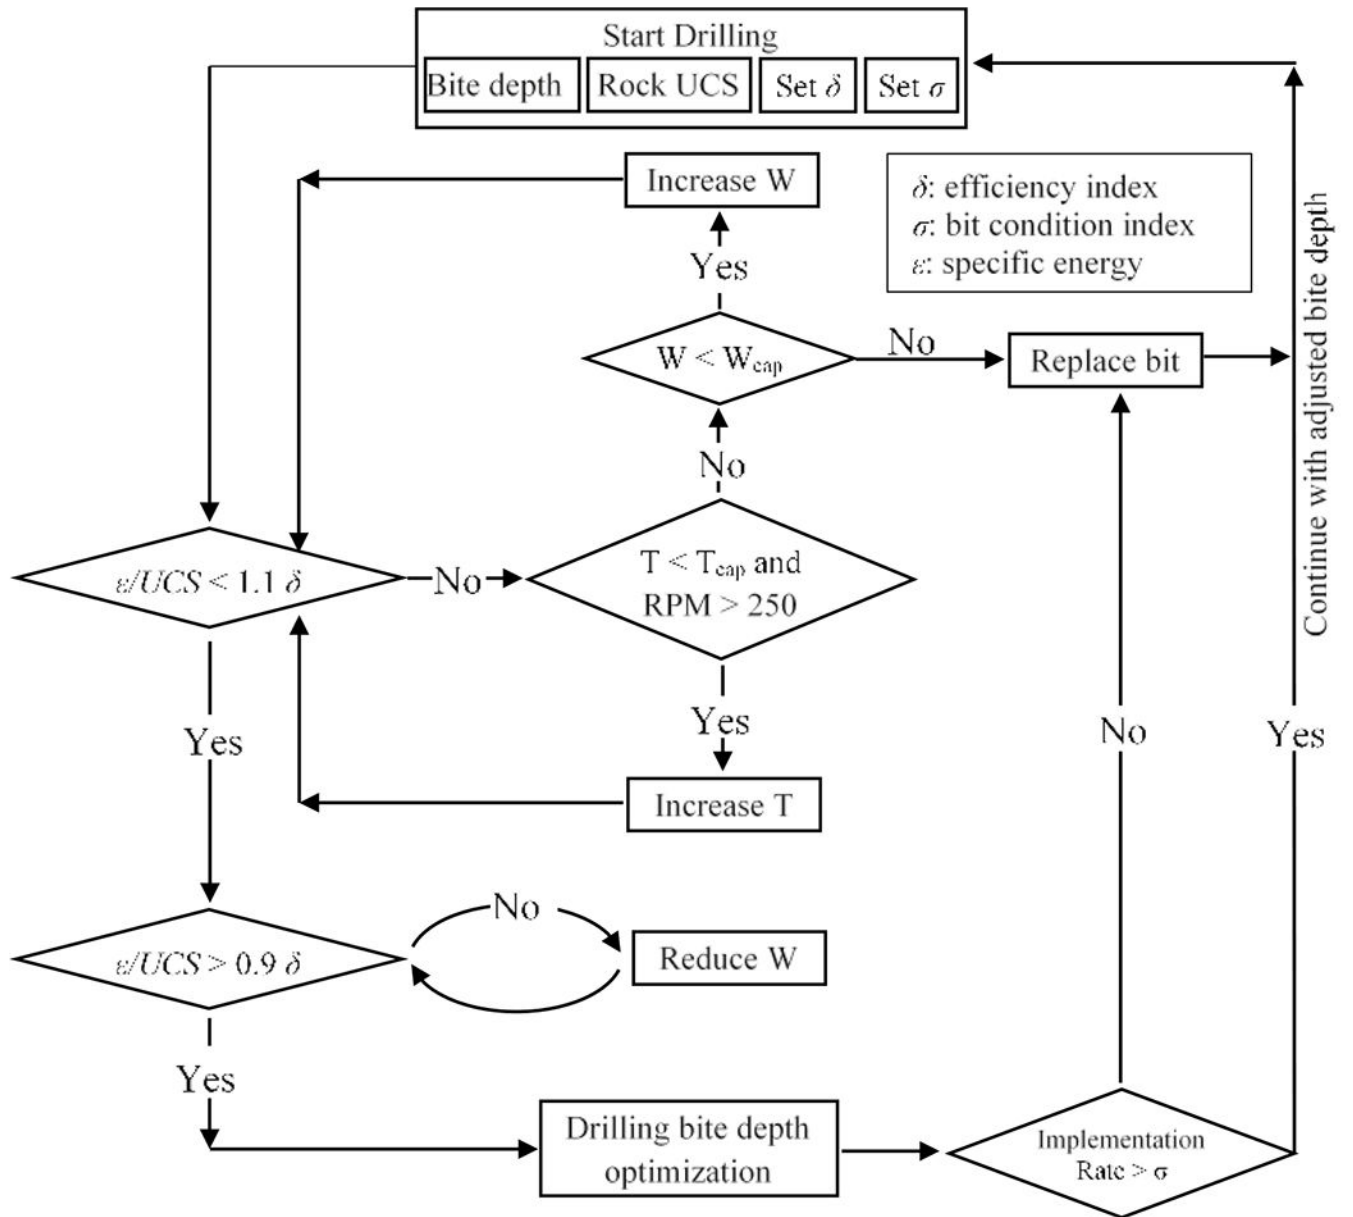 Start Drilling
Bite depth
Rock UCS
Set δ
Set σ
Increase W
δ: efficiency index
σ: bit condition index
ε: specific energy
Continue with adjusted bite depth
Yes
W < Wcap
No
Replace bit
No
ε/UCS < 1.1 δ
No
T < Tcap and
RPM > 250
Yes
Yes
No
Yes
Increase T
No
ε/UCS > 0.9 δ
Reduce W
Yes
Drilling bite depth
optimization
Implementation
Rate > σ